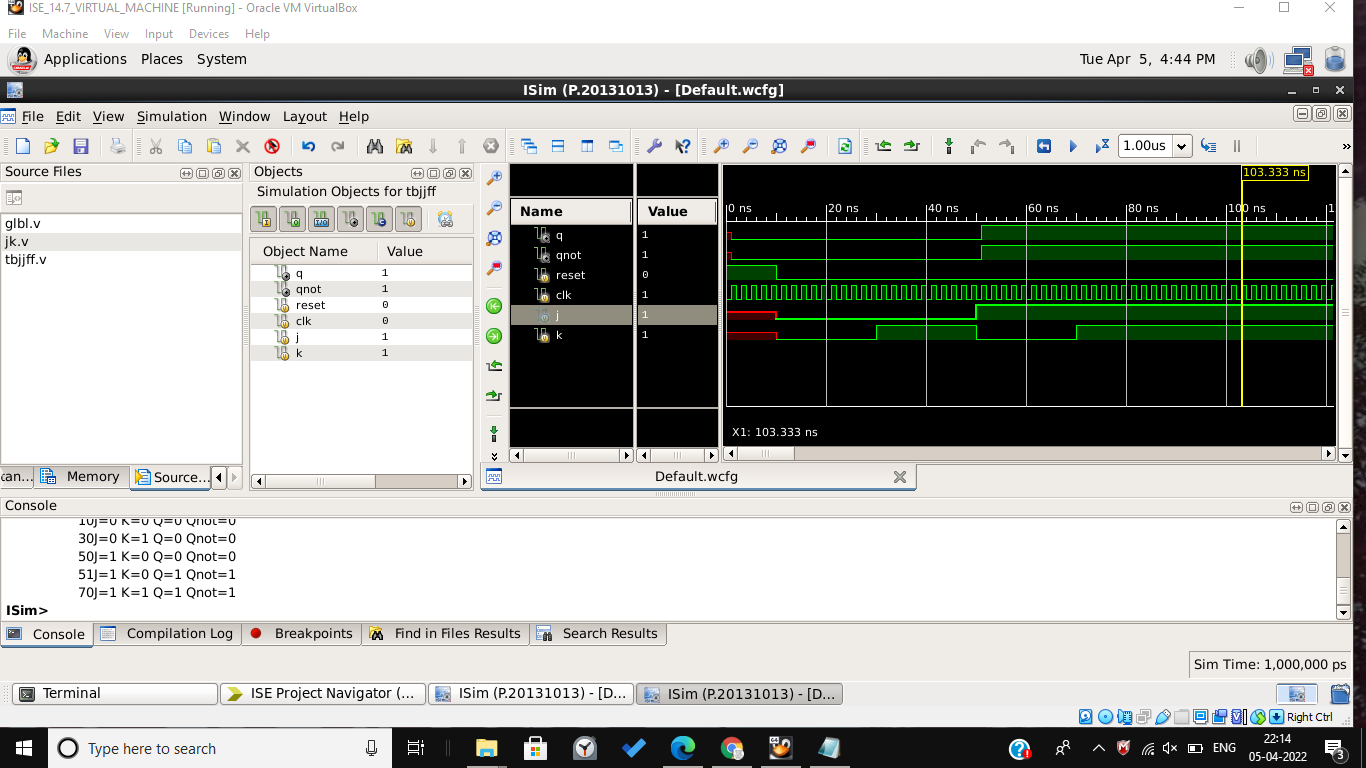 ISE_14.7_VIRTUAL_MACHINE [Running] - Oracle VM VirtualBox
File Machine View Input Devices Help
Applications Places System Tue Apr 5, 4:44 PM
ISim (P.20131013) - [Default.wcfg]
File Edit View Simulation Window Layout Help
1.00us
Source Files
glbl.v
jk.v
tbjjff.v
Memory
Source...
Objects
Simulation Objects for tbjjff
Object Name Value
q 1
qnot 1
reset 0
clk 0
j 1
k 1
Name Value
q 1
qnot 1
reset 0
clk 1
j 1
k 1
103.333 ns
0 ns 20 ns 40 ns 60 ns 80 ns 100 ns 1
X1: 103.333 ns
Default.wcfg
Console
10J=0 K=0 Q=0 Qnot=0
30J=0 K=1 Q=0 Qnot=0
50J=1 K=0 Q=0 Qnot=0
51J=1 K=0 Q=1 Qnot=1
70J=1 K=1 Q=1 Qnot=1
ISim>
Console Compilation Log Breakpoints Find in Files Results Search Results
Sim Time: 1,000,000 ps
Terminal ISE Project Navigator (... ISim (P.20131013) - [D... ISim (P.20131013) - [D...
Right Ctrl
Type here to search
ENG
22:14
05-04-2022
3